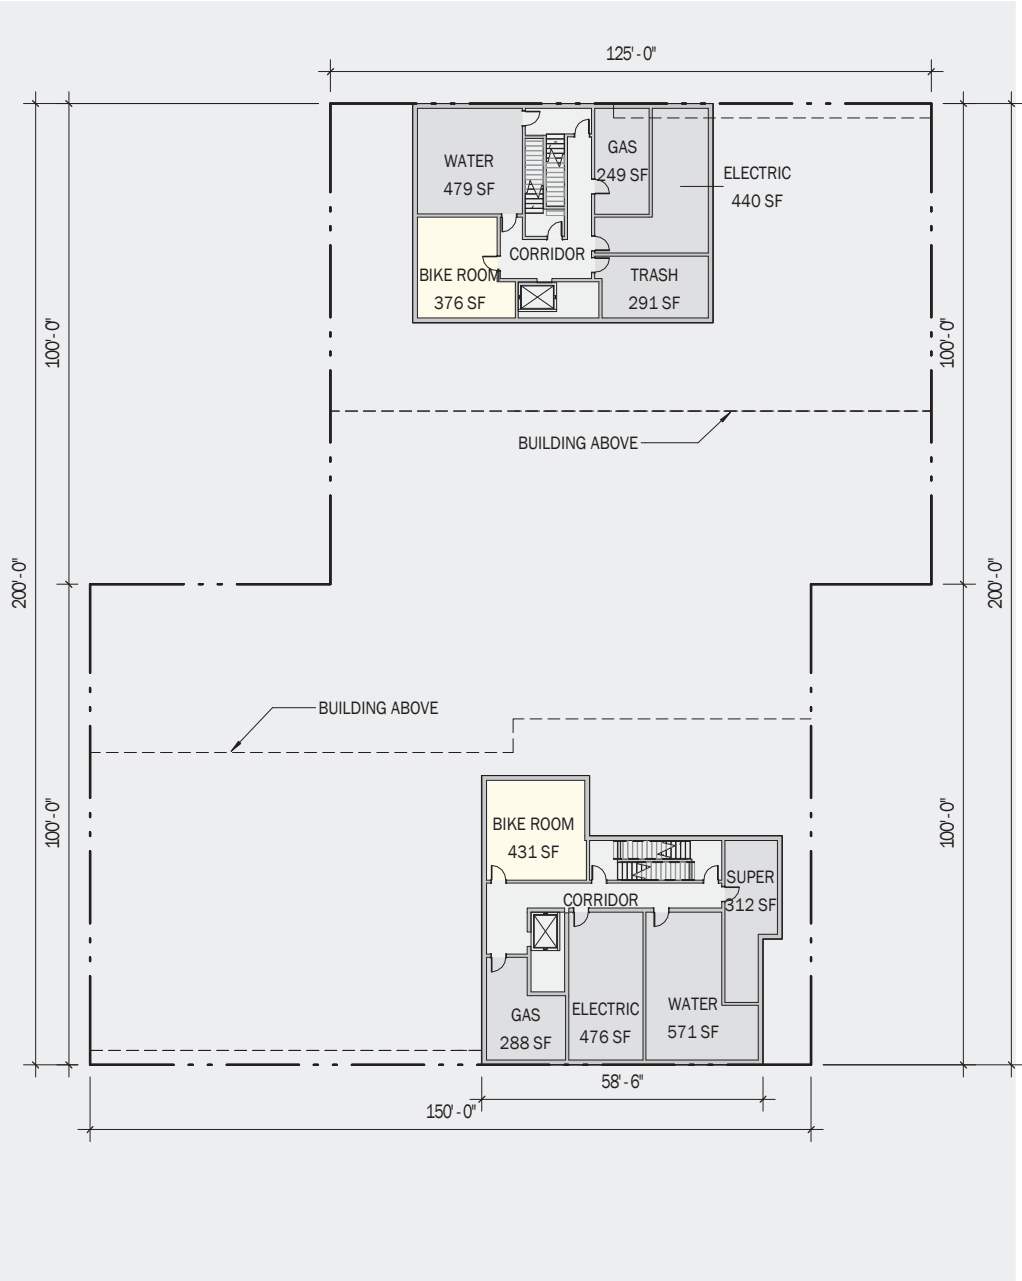 125'-0"
WATER
479 SF
GAS
249 SF
ELECTRIC
440 SF
CORRIDOR
BIKE ROOM
376 SF
TRASH
291 SF
100'-0"
100'-0"
BUILDING ABOVE
200'-0"
200'-0"
BUILDING ABOVE
100'-0"
100'-0"
BIKE ROOM
431 SF
SUPER
312 SF
CORRIDOR
GAS
288 SF
ELECTRIC
476 SF
WATER
571 SF
58'-6"
150'-0"